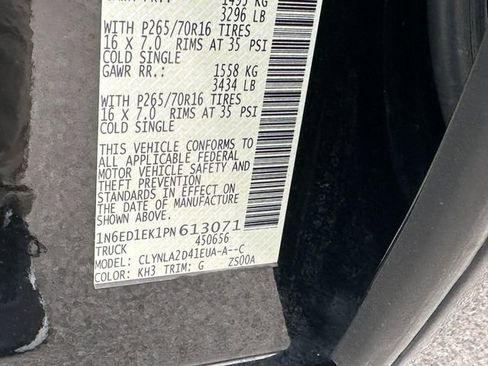 1495 KG
3296 LB
WITH P265/70R16 TIRES
16 X 7.0 RIMS AT 35 PSI
COLD SINGLE
GAWR RR.: 1558 KG
3434 LB
WITH P265/70R16 TIRES
16 X 7.0 RIMS AT 35 PSI
COLD SINGLE
THIS VEHICLE CONFORMS TO
ALL APPLICABLE FEDERAL
MOTOR VEHICLE SAFETY AND
THEFT PREVENTION
STANDARDS IN EFFECT ON
THE DATE OF MANUFACTURE
SHOWN ABOVE.
1N6ED1EK1PN613071
TRUCK 450656
MODEL: CLYNLA2D41EUA-A--C
COLOR: KH3 TRIM: G ZS00A